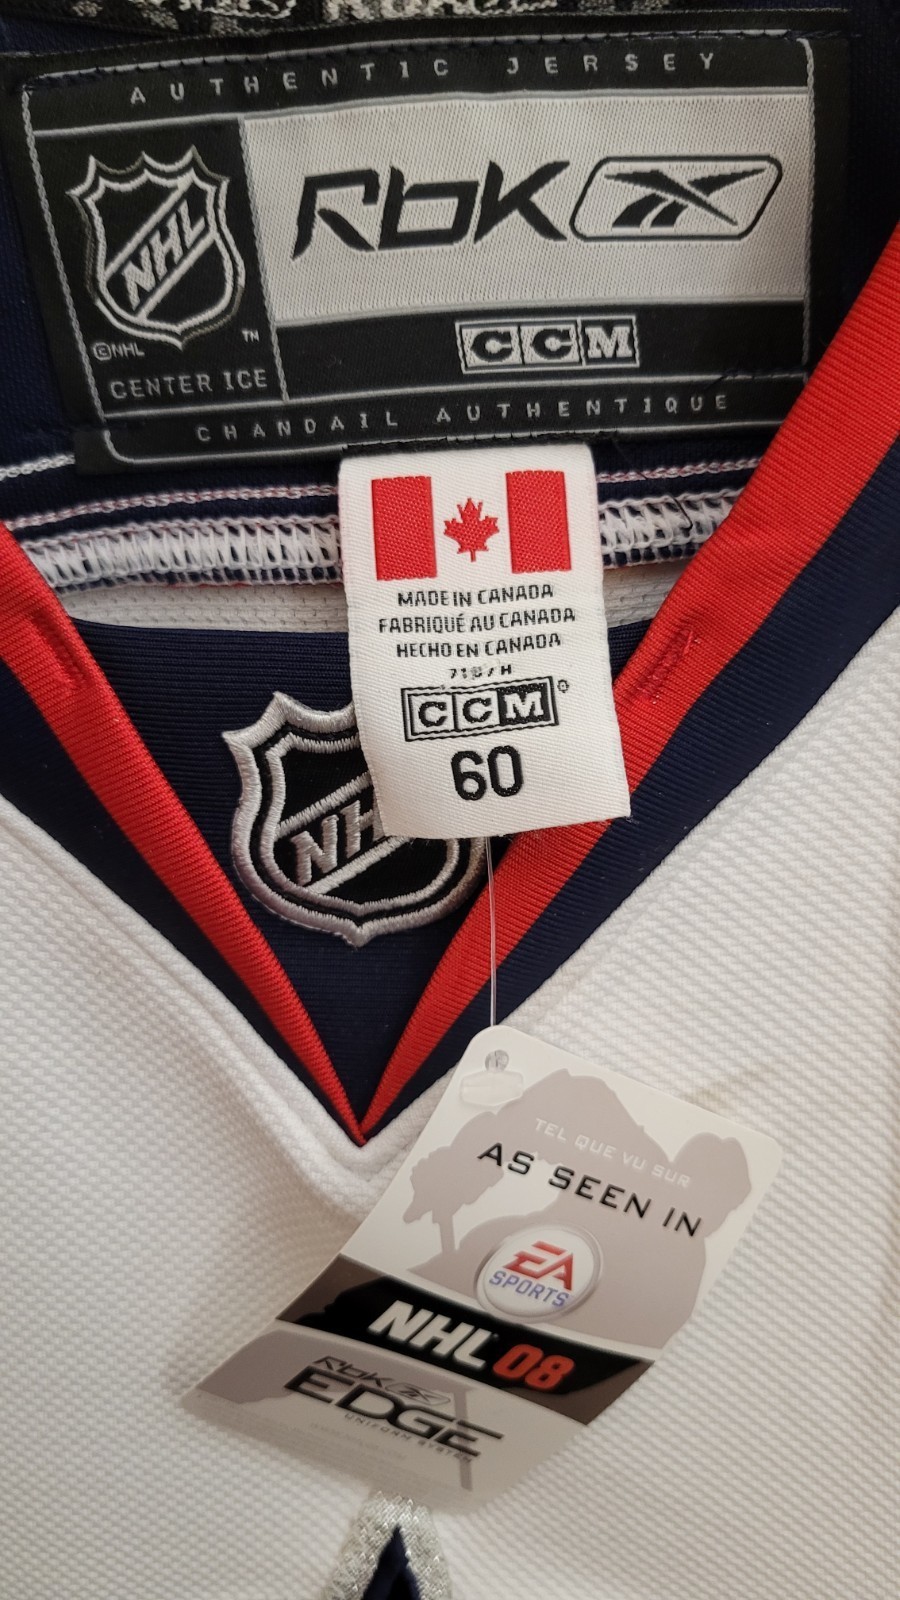 AUTHENTIC JERSEY
NHL
Rbk
CCM
TM
©NHL
CENTER ICE
CHANDAIL AUTHENTIQUE
MADE IN CANADA
FABRIQUÉ AU CANADA
HECHO EN CANADA
CCM®
60
NH
TEL QUE VU SUR
AS SEEN IN
EA
SPORTS
NHL 08
Rbk
EDGE
UNIFORM SYSTEM